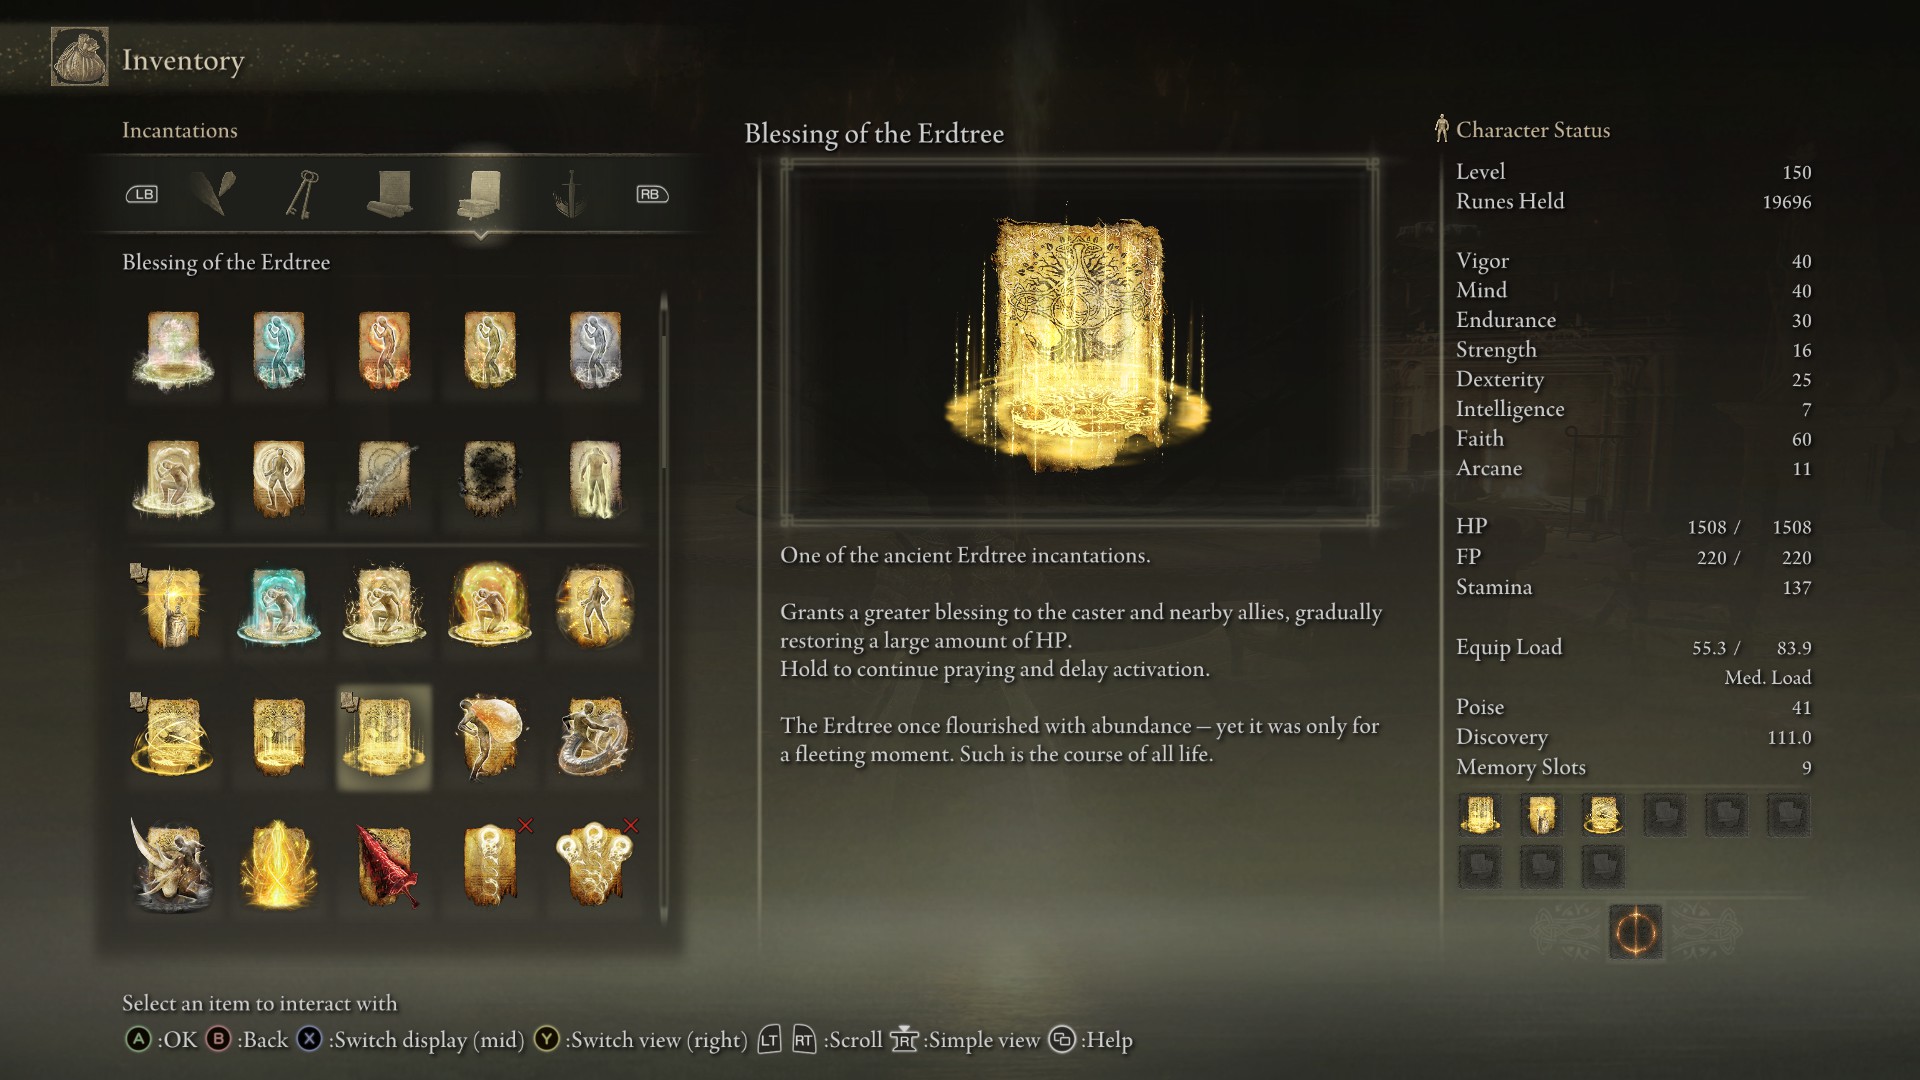 Inventory
Incantations
LB
RB
Blessing of the Erdtree
Blessing of the Erdtree
One of the ancient Erdtree incantations.
Grants a greater blessing to the caster and nearby allies, gradually
restoring a large amount of HP.
Hold to continue praying and delay activation.
The Erdtree once flourished with abundance — yet it was only for
a fleeting moment. Such is the course of all life.
Character Status
Level 150
Runes Held 19696
Vigor 40
Mind 40
Endurance 30
Strength 16
Dexterity 25
Intelligence 7
Faith 60
Arcane 11
HP 1508 / 1508
FP 220 / 220
Stamina 137
Equip Load 55.3 / 83.9
Med. Load
Poise 41
Discovery 111.0
Memory Slots 9
Select an item to interact with
A :OK B :Back X :Switch display (mid) Y :Switch view (right) LT RT :Scroll R :Simple view :Help